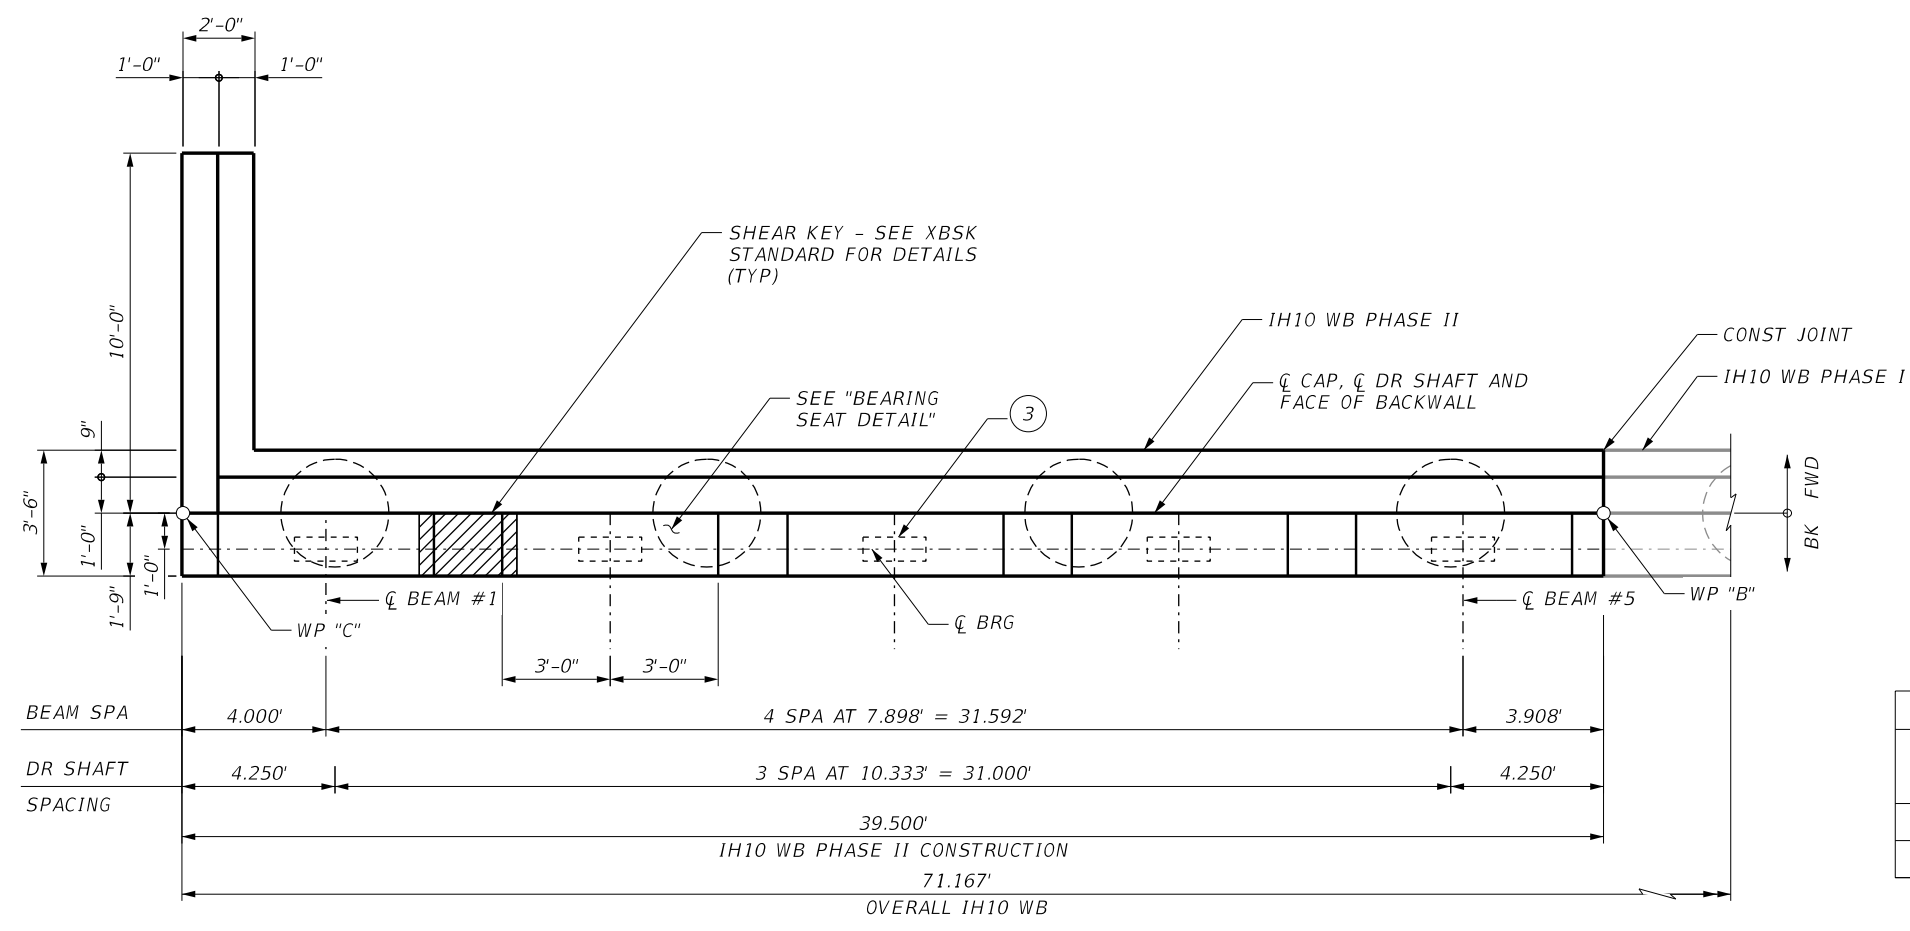 2'-0"
1'-0"
1'-0"
SHEAR KEY - SEE XBSK
STANDARD FOR DETAILS
(TYP)
10'-0"
IH10 WB PHASE II
CONST JOINT
IH10 WB PHASE I
℄ CAP, ℄ DR SHAFT AND
FACE OF BACKWALL
SEE "BEARING
SEAT DETAIL"
3
9"
3'-6"
1'-0"
1'-9"
1'-0"
FWD
BK
℄ BEAM #1
℄ BEAM #5
WP "B"
WP "C"
℄ BRG
3'-0"
3'-0"
BEAM SPA
4.000'
4 SPA AT 7.898' = 31.592'
3.908'
DR SHAFT
SPACING
4.250'
3 SPA AT 10.333' = 31.000'
4.250'
39.500'
IH10 WB PHASE II CONSTRUCTION
71.167'
OVERALL IH10 WB